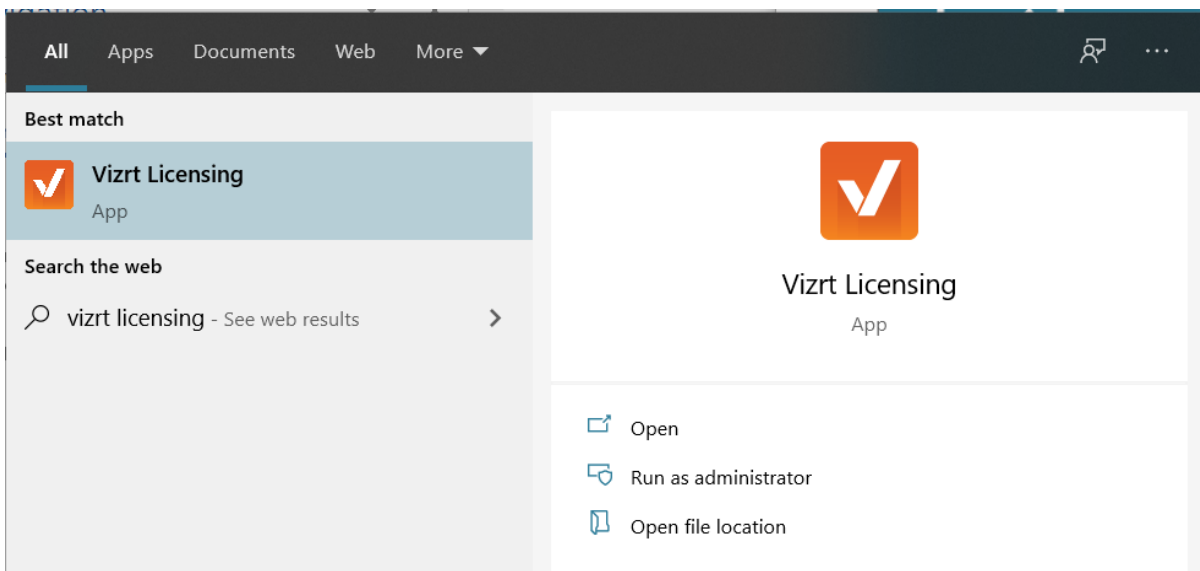 All Apps Documents Web More
Best match
Vizrt Licensing
App
Search the web
vizrt licensing - See web results
Vizrt Licensing
App
Open
Run as administrator
Open file location